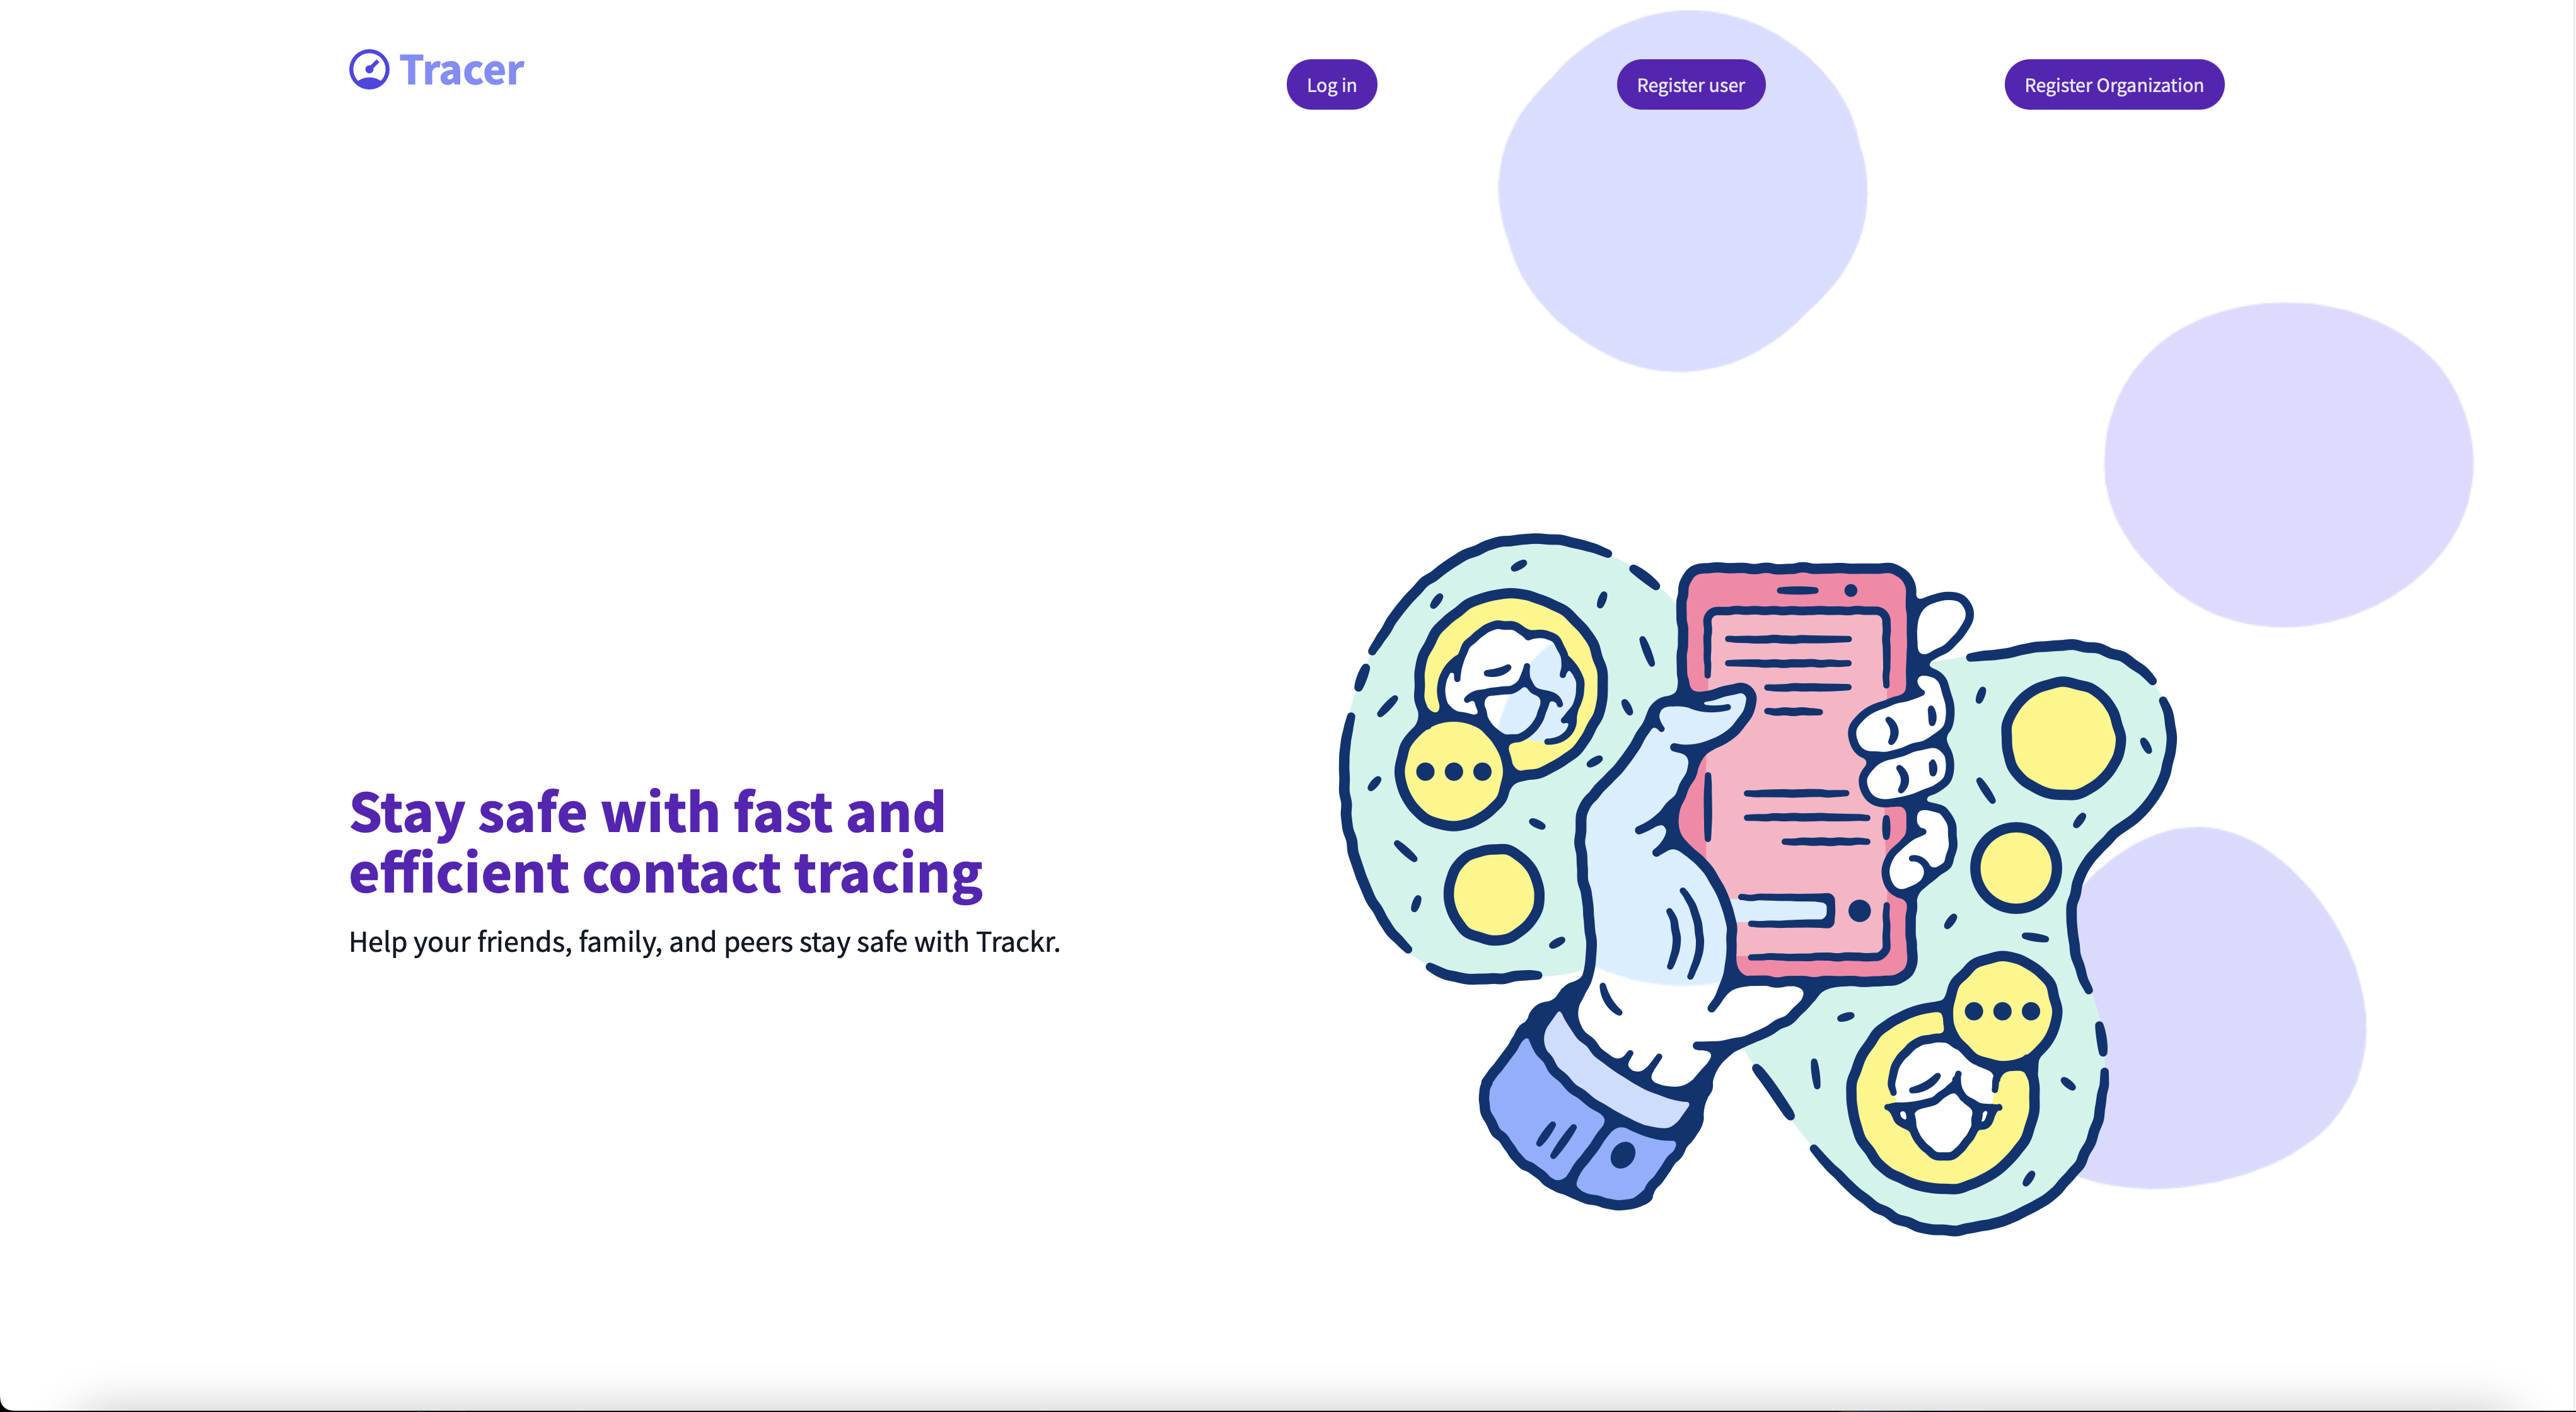 Tracer
Log in
Register user
Register Organization
Stay safe with fast and
efficient contact tracing
Help your friends, family, and peers stay safe with Trackr.